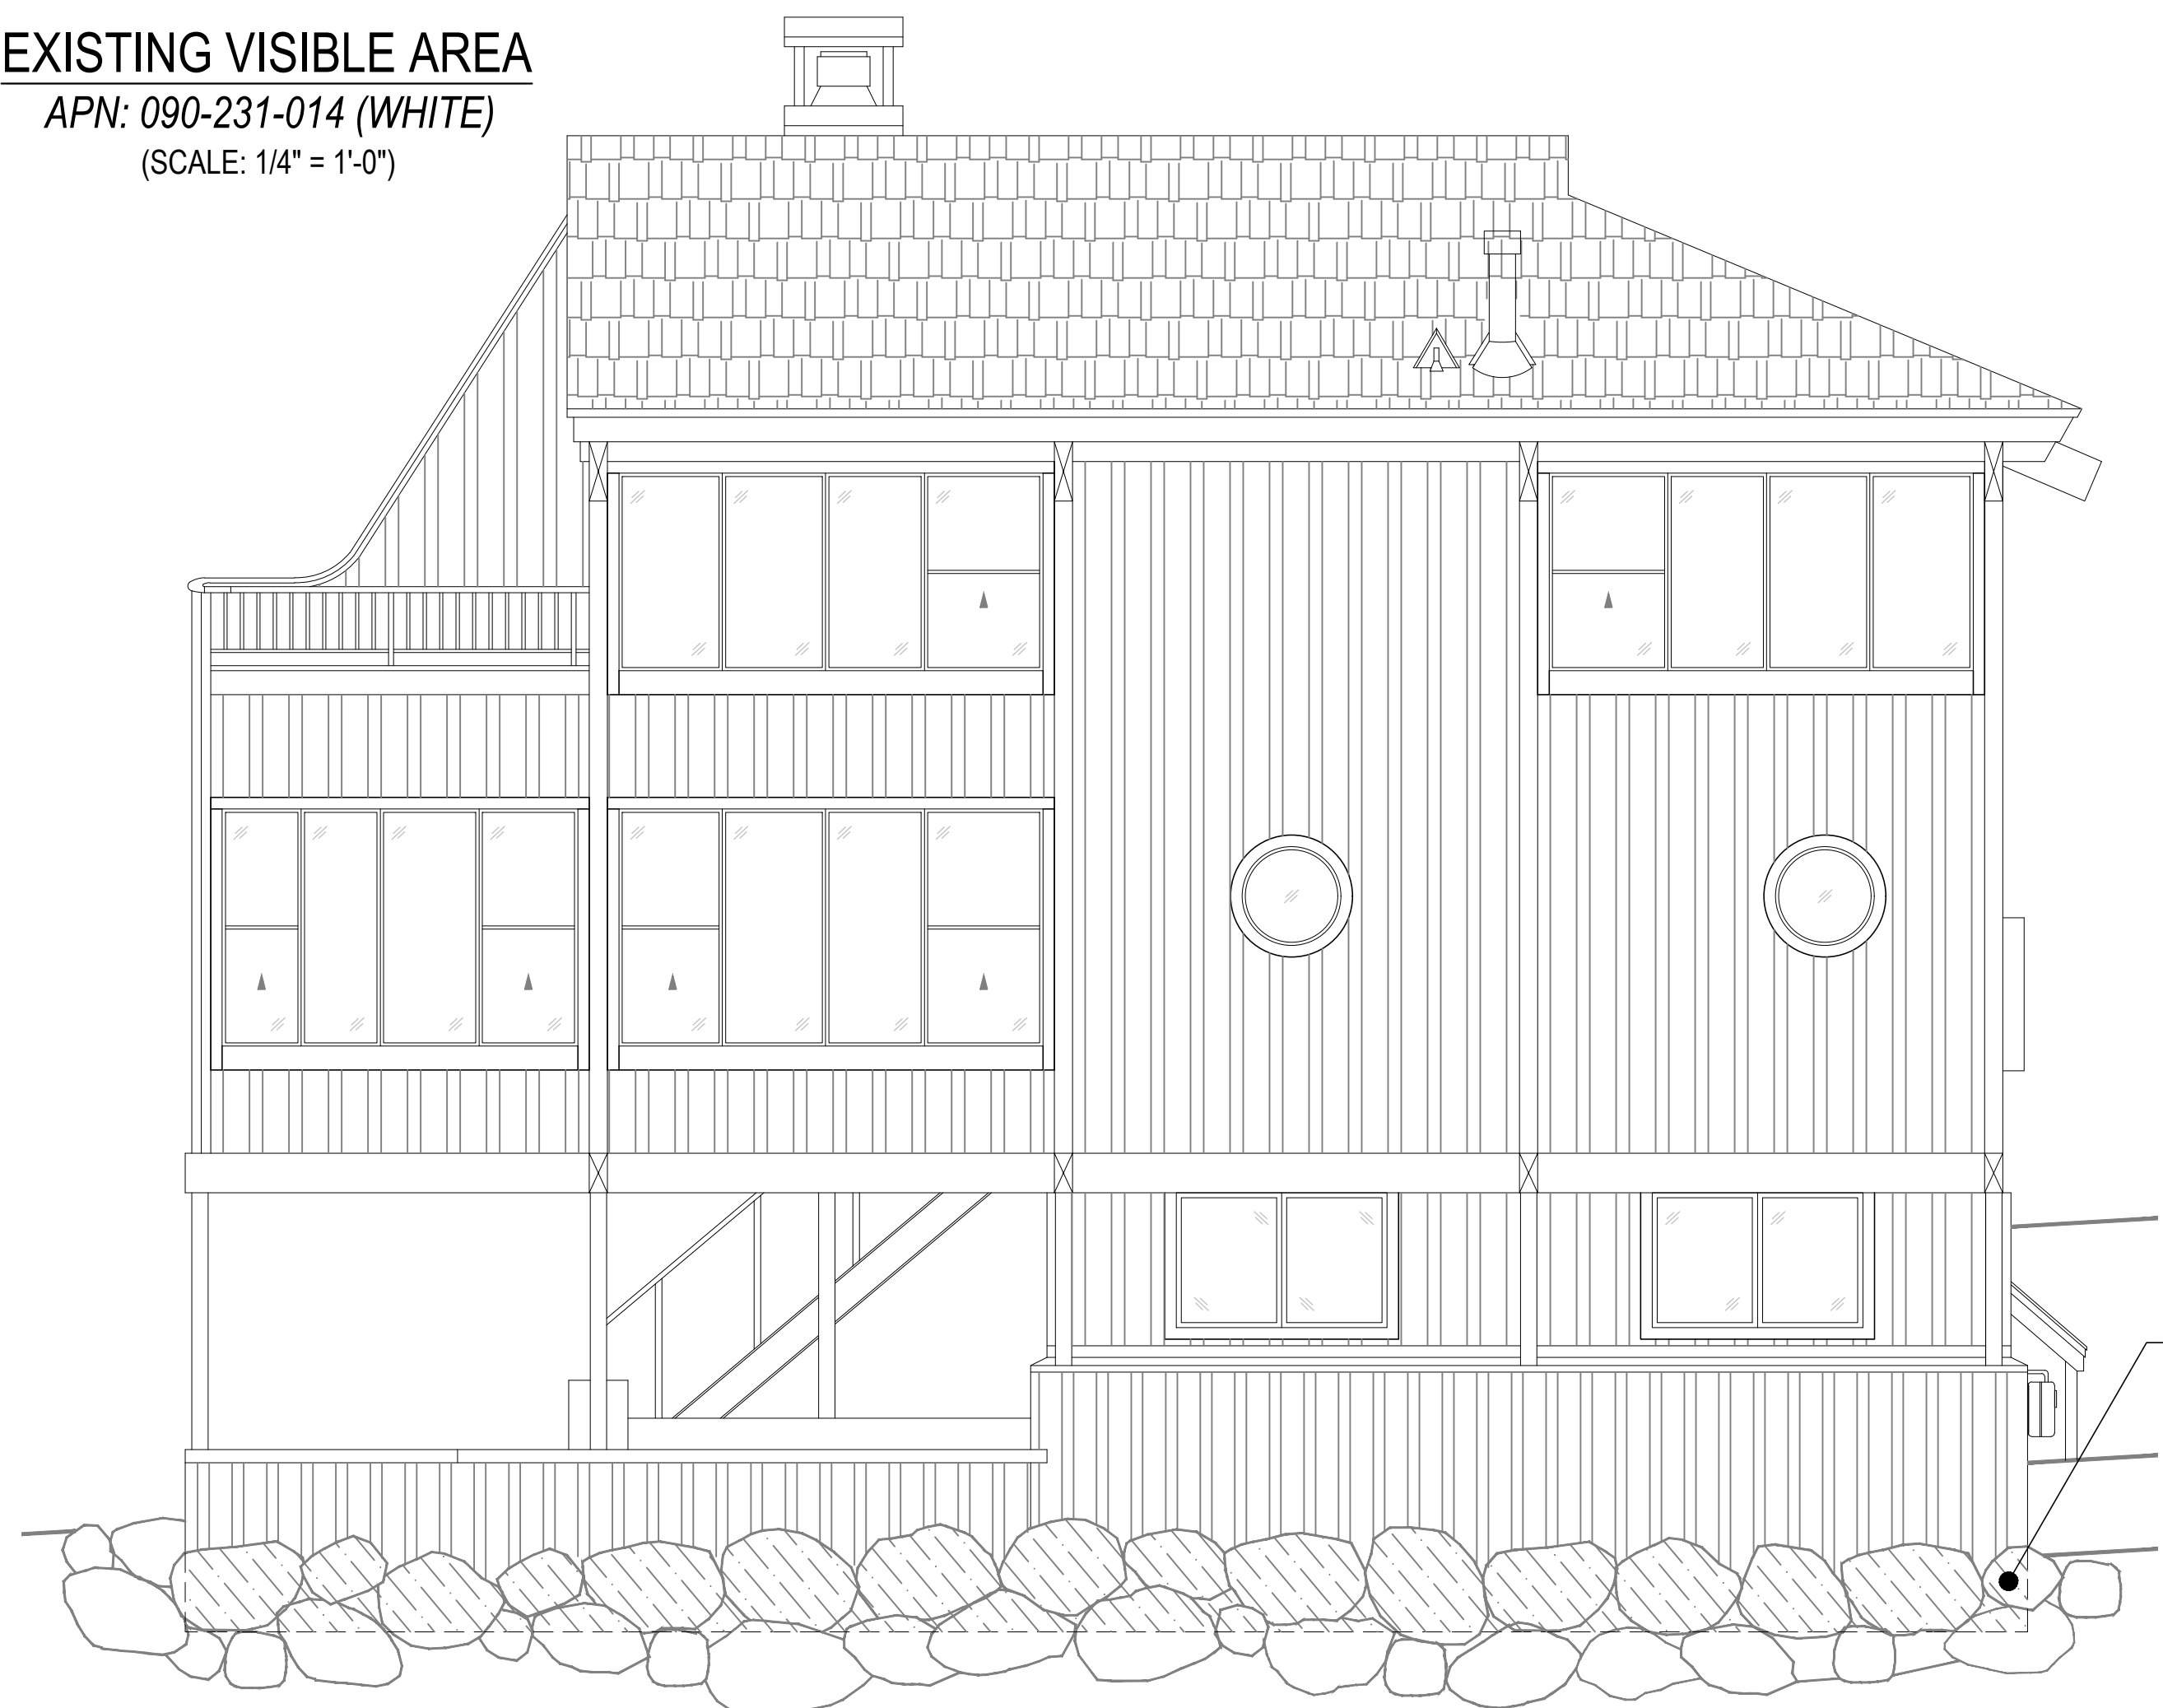 EXISTING VISIBLE AREA
APN: 090-231-014 (WHITE)
(SCALE: 1/4" = 1'-0")